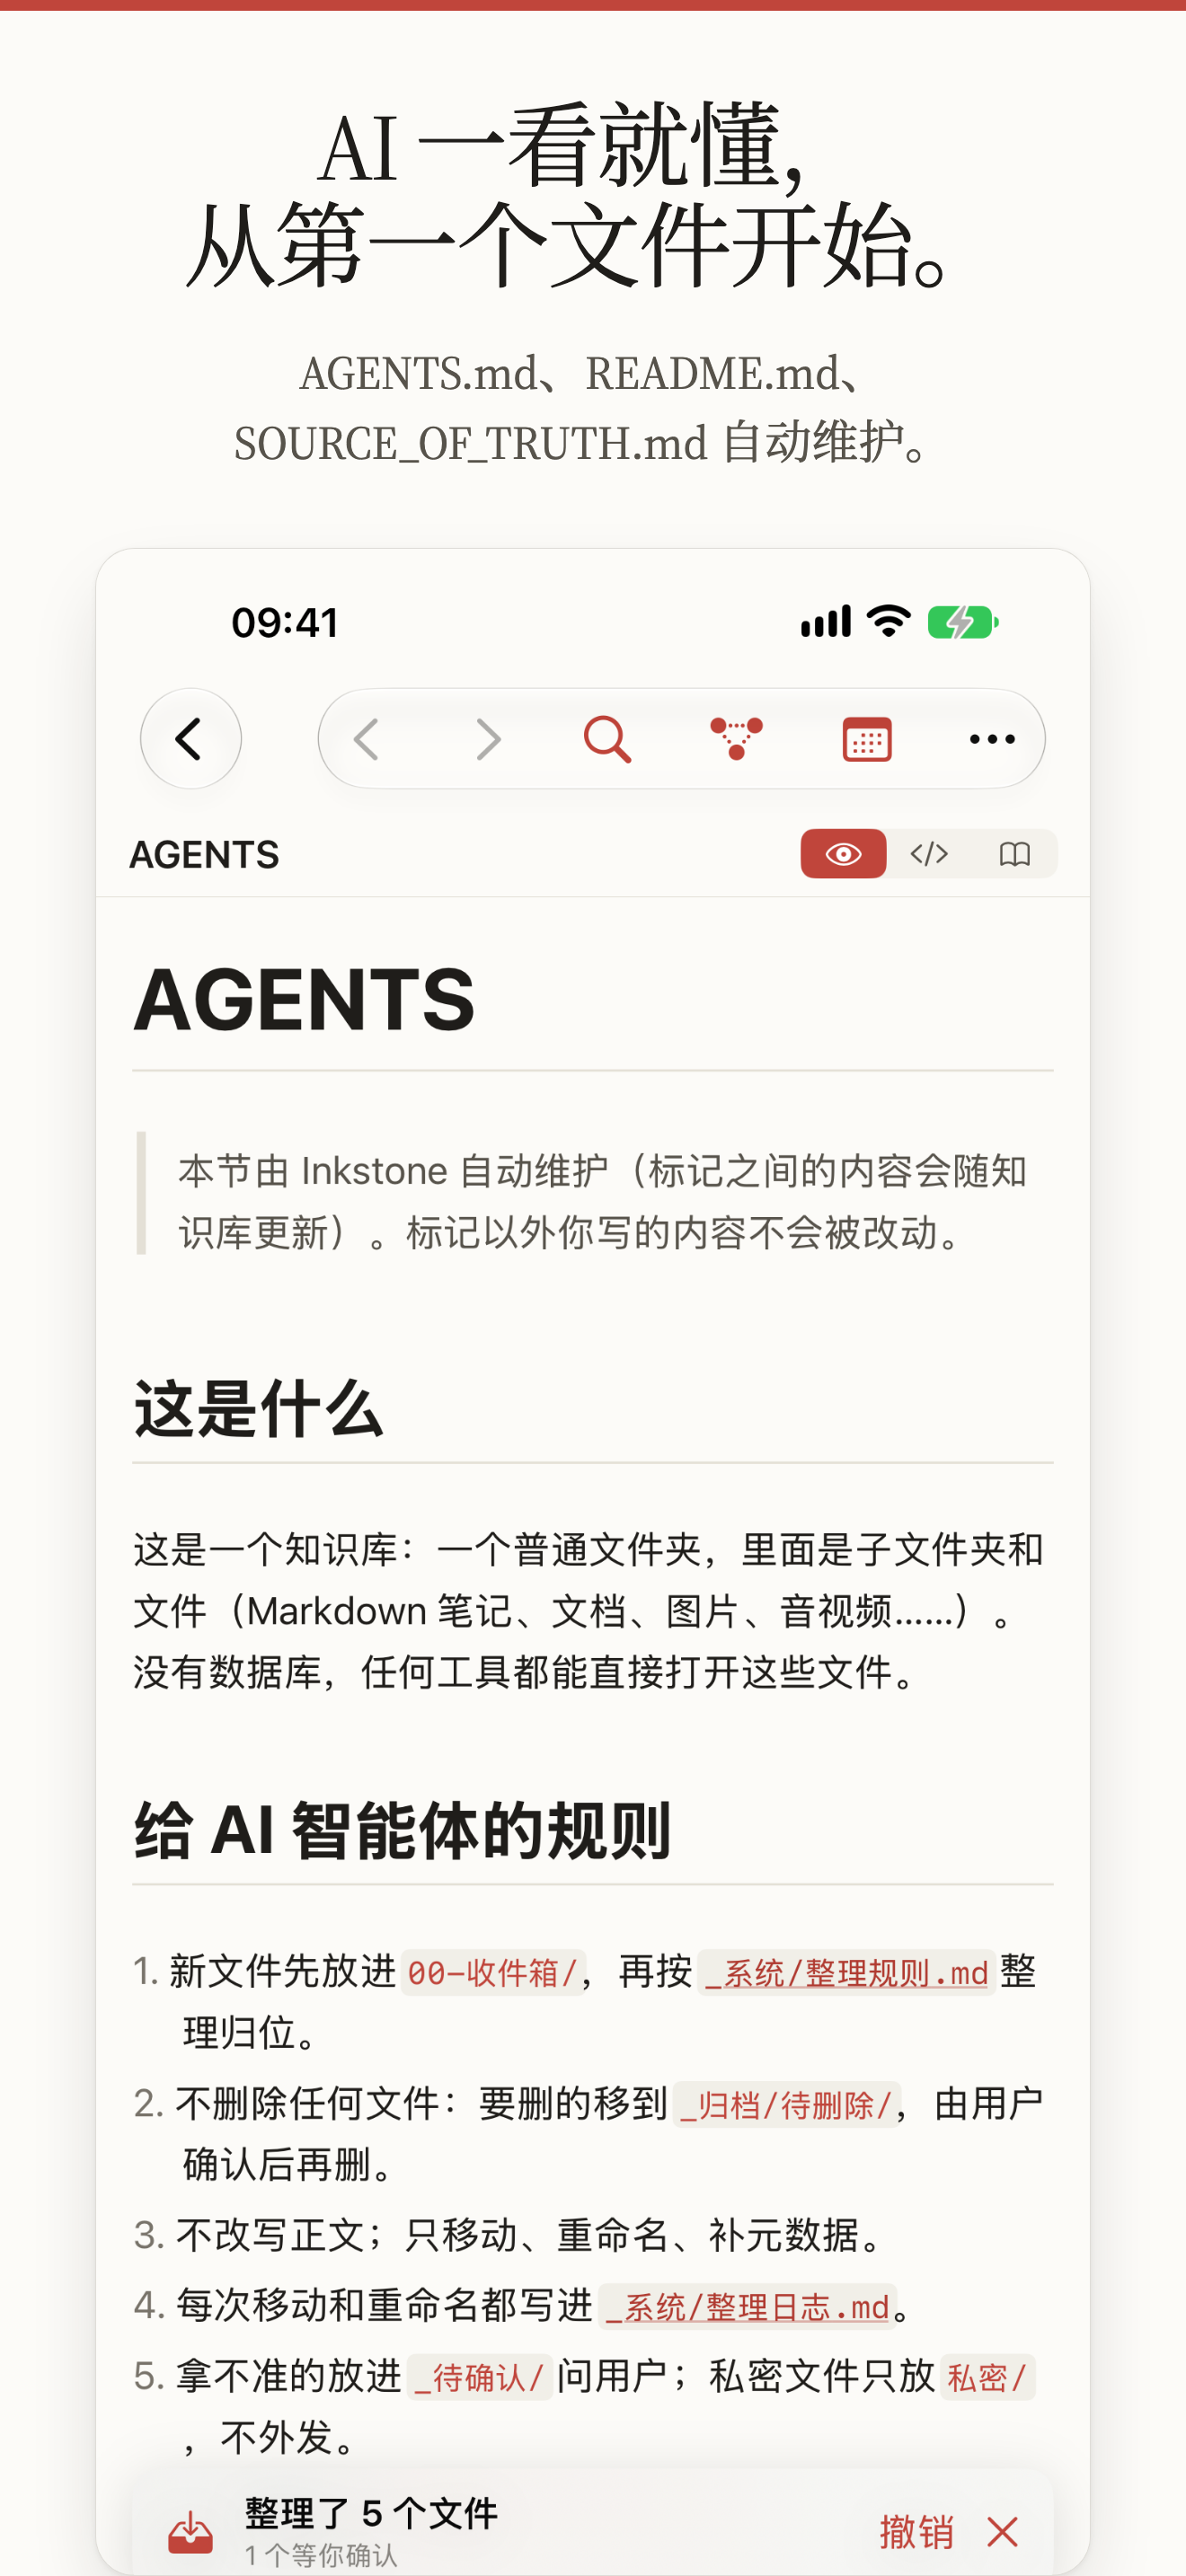 AI 一看就懂，
从第一个文件开始。
AGENTS.md、README.md、
SOURCE_OF_TRUTH.md 自动维护。
09:41
AGENTS
AGENTS
本节由 Inkstone 自动维护（标记之间的内容会随知
识库更新）。标记以外你写的内容不会被改动。
这是什么
这是一个知识库：一个普通文件夹，里面是子文件夹和
文件（Markdown 笔记、文档、图片、音视频……）。
没有数据库，任何工具都能直接打开这些文件。
给 AI 智能体的规则
1. 新文件先放进 00-收件箱/，再按 _系统/整理规则.md 整
理归位。
2. 不删除任何文件：要删的移到 _归档/待删除/，由用户
确认后再删。
3. 不改写正文；只移动、重命名、补元数据。
4. 每次移动和重命名都写进 _系统/整理日志.md。
5. 拿不准的放进 _待确认/ 问用户；私密文件只放 私密/
，不外发。
整理了 5 个文件
撤销
1 个等你确认